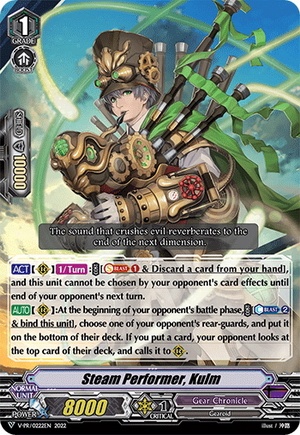 1
GRADE
BOOST
10000
The sound that crushes evil reverberates to the
end of the next dimension.
ACT 1/Turn : BLAST 1 & Discard a card from your hand],
and this unit cannot be chosen by your opponent's card effects until
end of your opponent's next turn.
AUTO :At the beginning of your opponent's battle phase, BLAST 2
& bind this unit], choose one of your opponent's rear-guards, and put it
on the bottom of their deck. If you put a card, your opponent looks at
the top card of their deck, and calls it to .
Steam Performer, Kulm
NORMAL
UNIT
POWER 8000
1
CRITICAL
Gear Chronicle
Gearoid
V-PR/0222EN 2022
illust /